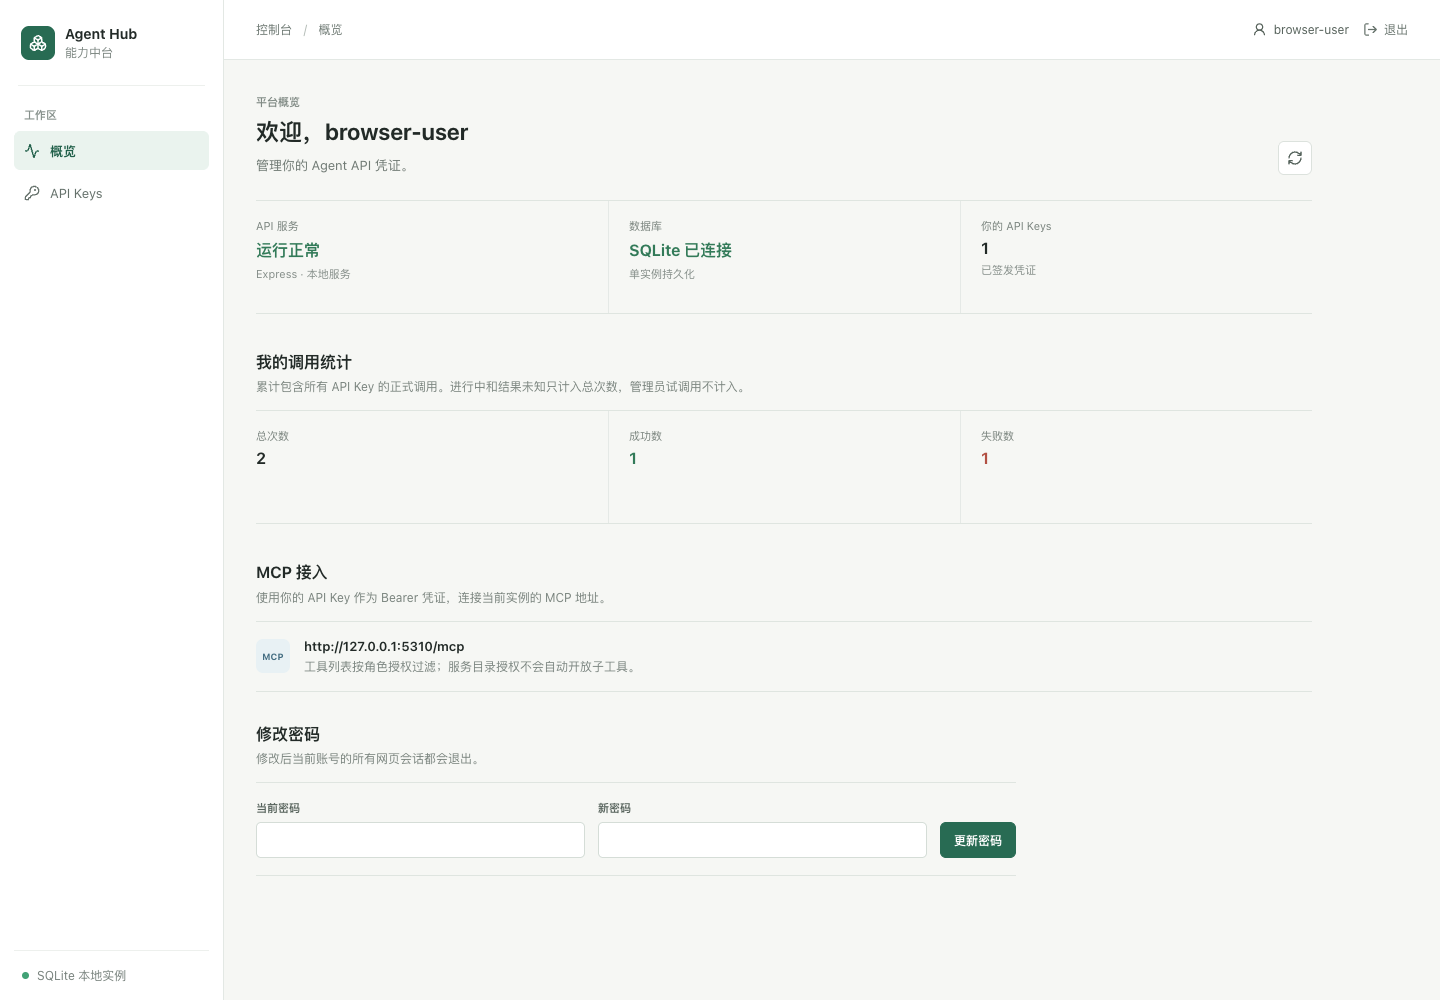 Agent Hub
能力中台
工作区
概览
API Keys
SQLite 本地实例
控制台 / 概览
browser-user
退出
平台概览
欢迎，browser-user
管理你的 Agent API 凭证。
API 服务
运行正常
Express · 本地服务
数据库
SQLite 已连接
单实例持久化
你的 API Keys
1
已签发凭证
我的调用统计
累计包含所有 API Key 的正式调用。进行中和结果未知只计入总次数，管理员试调用不计入。
总次数
2
成功数
1
失败数
1
MCP 接入
使用你的 API Key 作为 Bearer 凭证，连接当前实例的 MCP 地址。
MCP
http://127.0.0.1:5310/mcp
工具列表按角色授权过滤；服务目录授权不会自动开放子工具。
修改密码
修改后当前账号的所有网页会话都会退出。
当前密码
新密码
更新密码